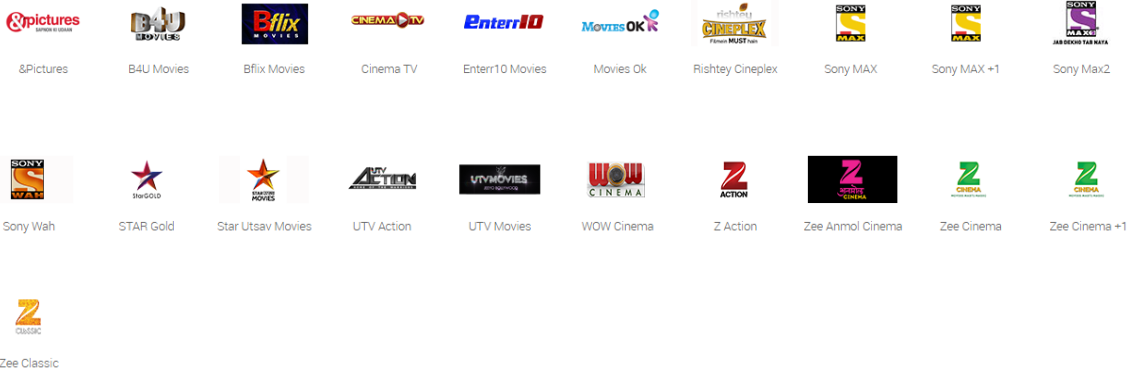 &pictures
SAPNON KI UDAAN
B4U
MOVIES
Bflix
MOVIES
CINEMA TV
Enterr10
MOVIES OK
rishtey
CINEPLEX
Filmein MUST hain
SONY
MAX
SONY
MAX
SONY
MAX2
JAB DEKHO TAB NAYA
&Pictures
B4U Movies
Bflix Movies
Cinema TV
Enterr10 Movies
Movies Ok
Rishtey Cineplex
Sony MAX
Sony MAX +1
Sony Max2
SONY
WAH
StarGOLD
STAR UTSAV
MOVIES
UTV
ACTION
UTVMOVIES
WOW
CINEMA
Z
ACTION
Z
अनमोल
CINEMA
Z
CINEMA
Z
CINEMA
Sony Wah
STAR Gold
Star Utsav Movies
UTV Action
UTV Movies
WOW Cinema
Z Action
Zee Anmol Cinema
Zee Cinema
Zee Cinema +1
Z
CLASSIC
Zee Classic